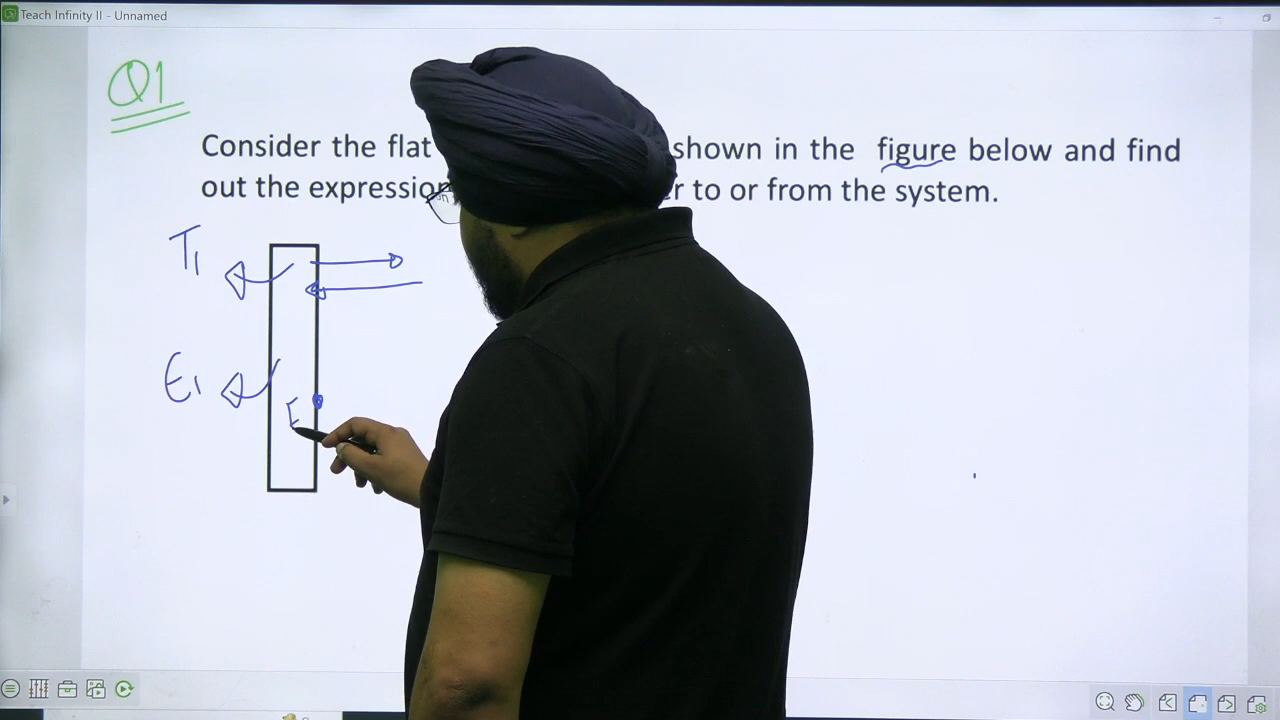 Teach Infinity II - Unnamed
Q1
Consider the flat shown in the figure below and find
out the expression to or from the system.
T1
E1
E